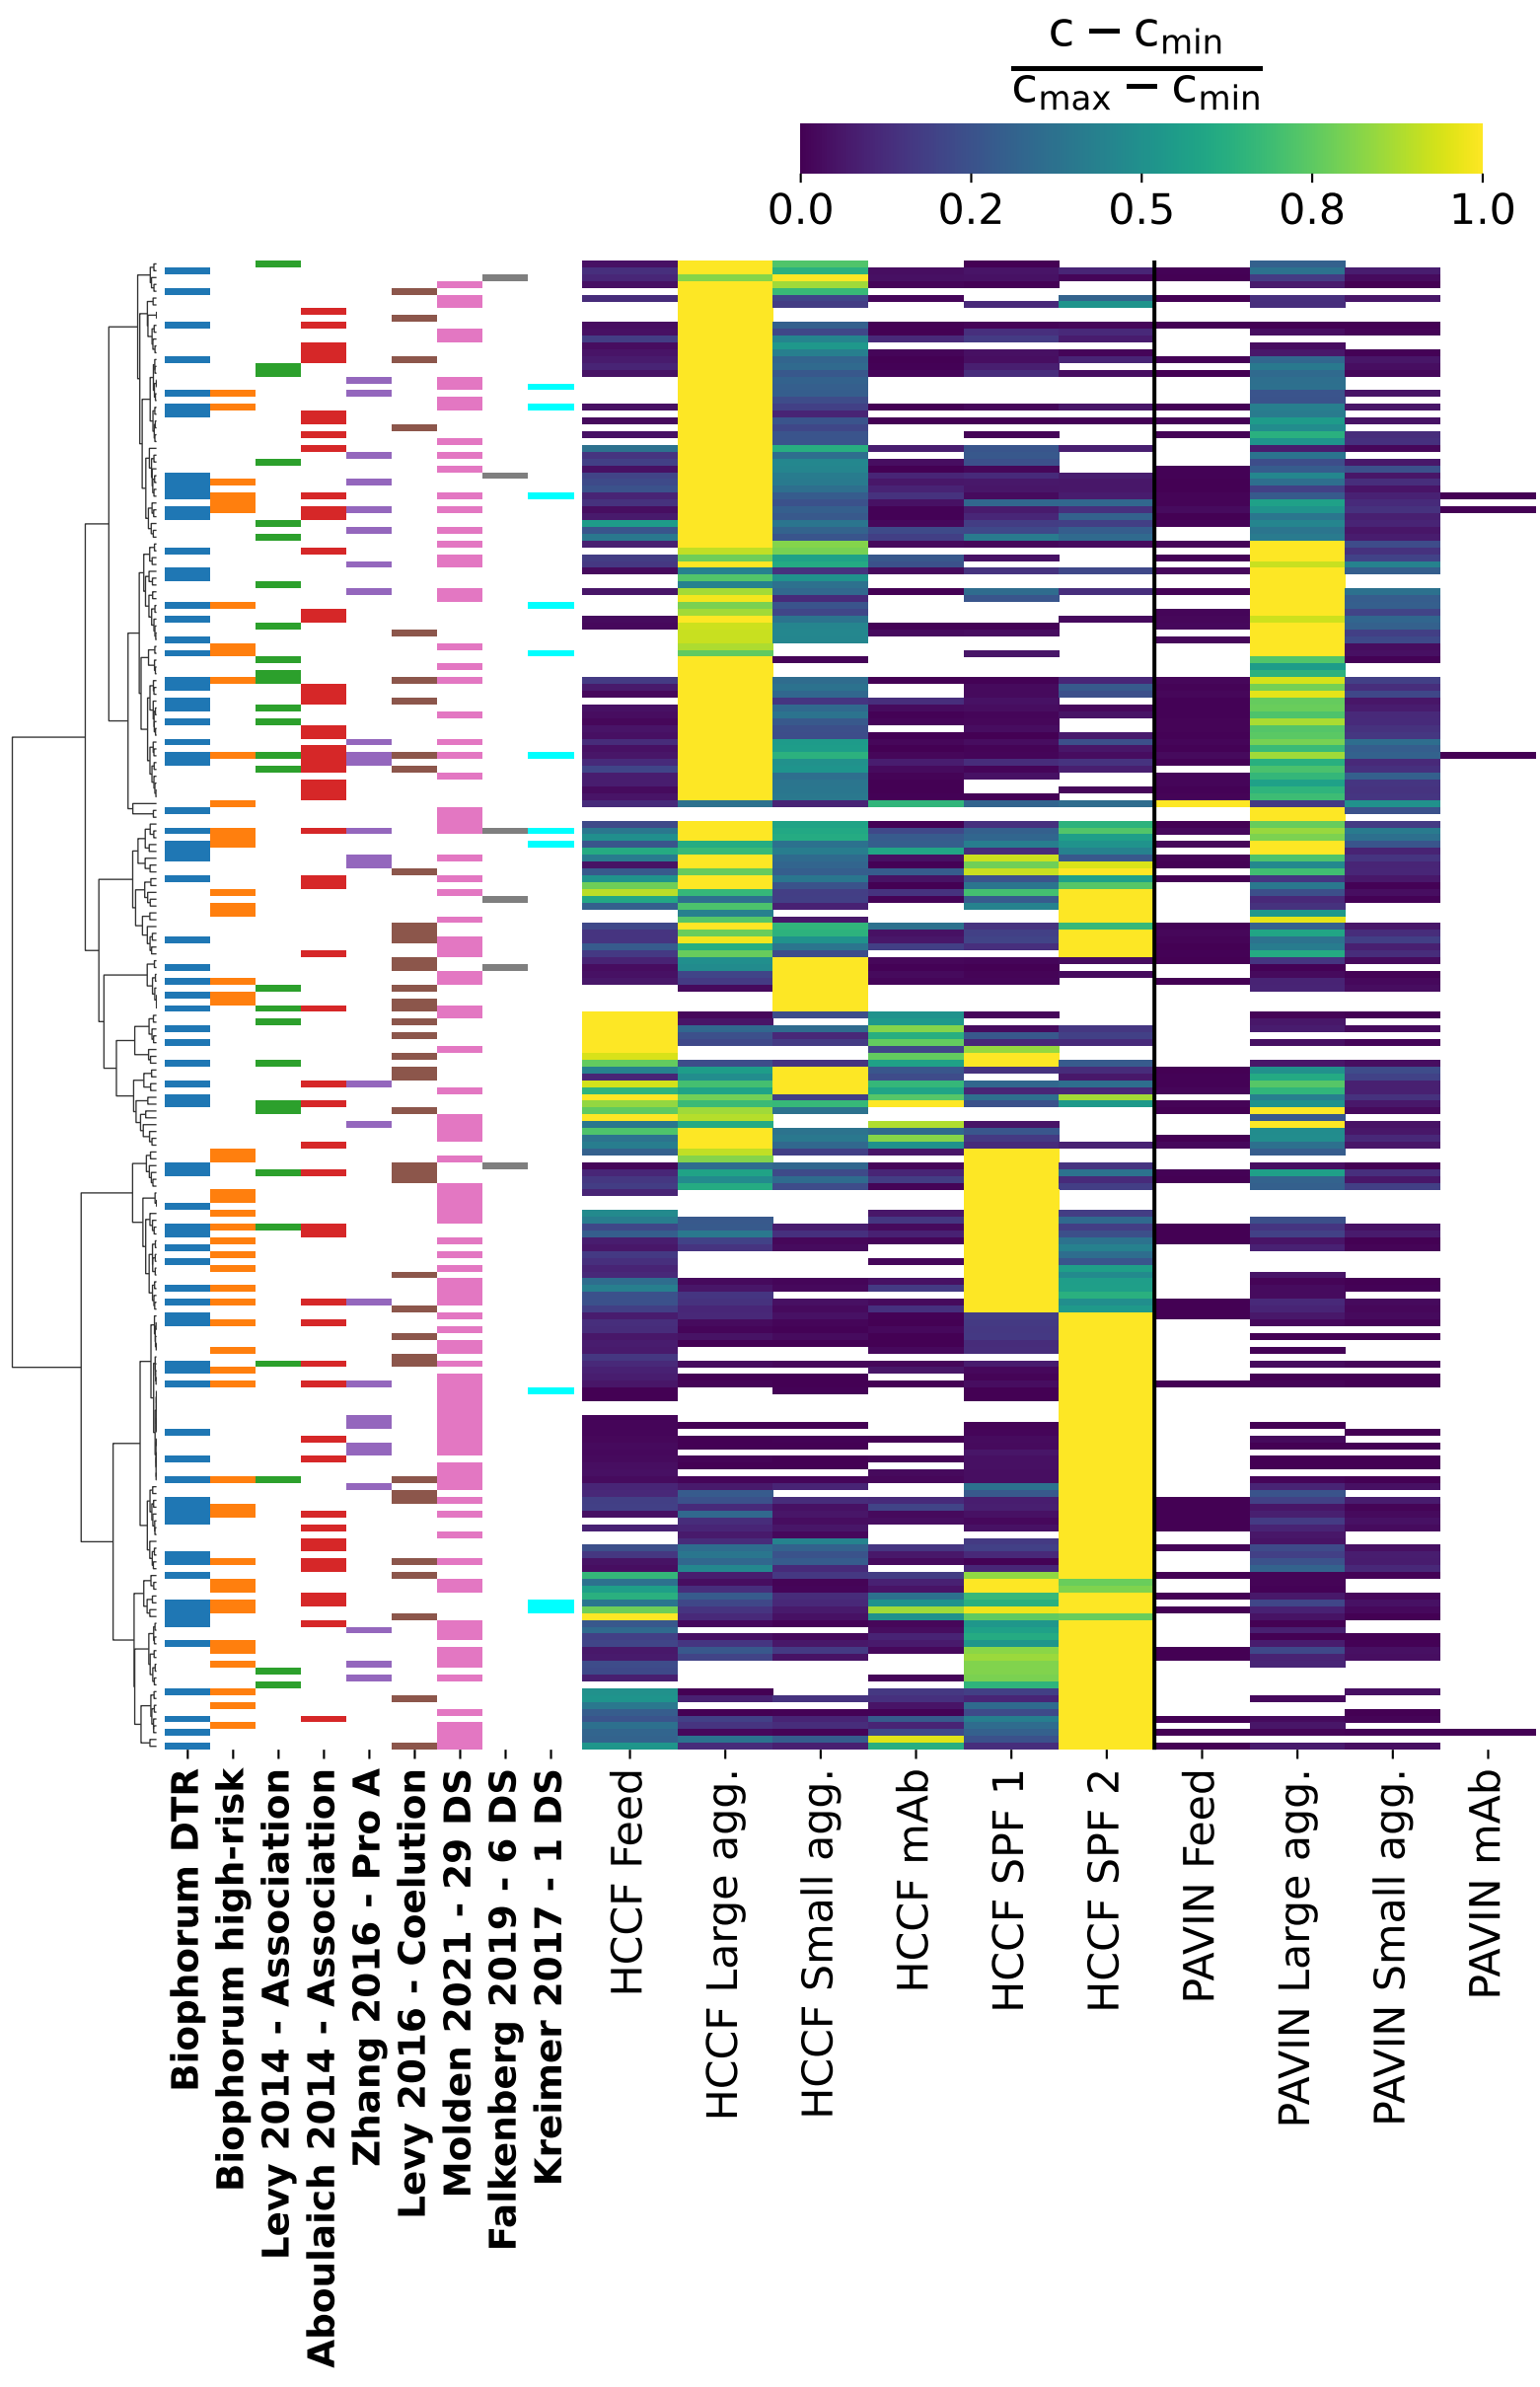 c − cmin
cmax − cmin
0.0 0.2 0.5 0.8 1.0
Biophorum DTR
Biophorum high-risk
Levy 2014 - Association
Aboulaich 2014 - Association
Zhang 2016 - Pro A
Levy 2016 - Coelution
Molden 2021 - 29 DS
Falkenberg 2019 - 6 DS
Kreimer 2017 - 1 DS
HCCF Feed
HCCF Large agg.
HCCF Small agg.
HCCF mAb
HCCF SPF 1
HCCF SPF 2
PAVIN Feed
PAVIN Large agg.
PAVIN Small agg.
PAVIN mAb